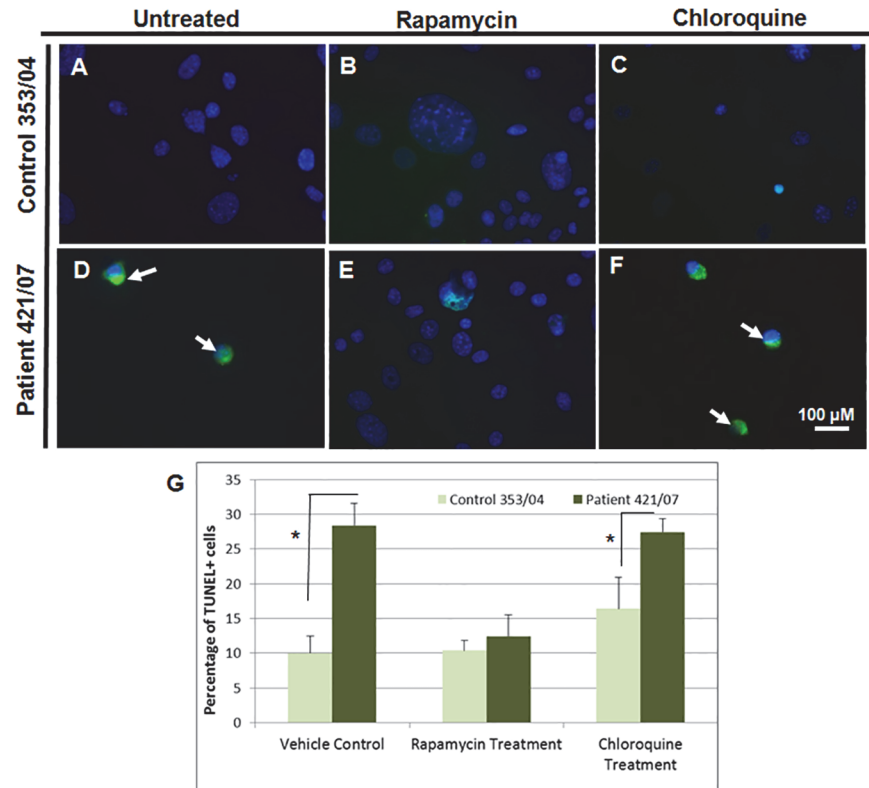 Untreated Rapamycin Chloroquine
Control 353/04
A B C
Patient 421/07
D E F
100 µM
G
Percentage of TUNEL+ cells
35
30
25
20
15
10
5
0
Control 353/04 Patient 421/07
*
*
Vehicle Control Rapamycin Treatment Chloroquine
Treatment